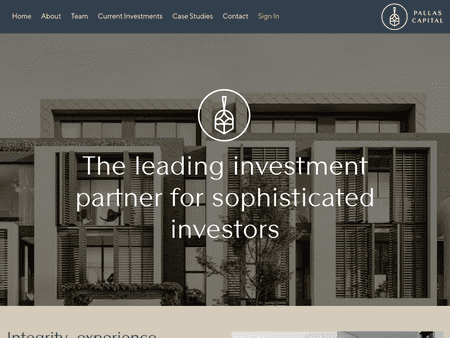 Home About Team Current Investments Case Studies Contact Sign In
PALLAS
CAPITAL
The leading investment
partner for sophisticated
investors
Integrity, experience